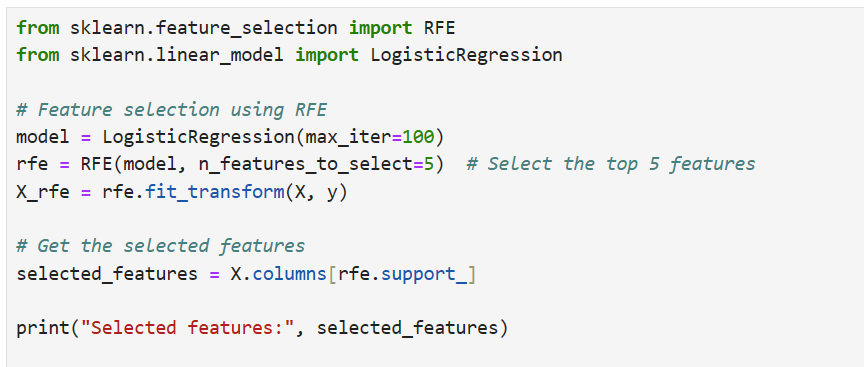 from sklearn.feature_selection import RFE
from sklearn.linear_model import LogisticRegression
# Feature selection using RFE
model = LogisticRegression(max_iter=100)
rfe = RFE(model, n_features_to_select=5)  # Select the top 5 features
X_rfe = rfe.fit_transform(X, y)
# Get the selected features
selected_features = X.columns[rfe.support_]
print("Selected features:", selected_features)